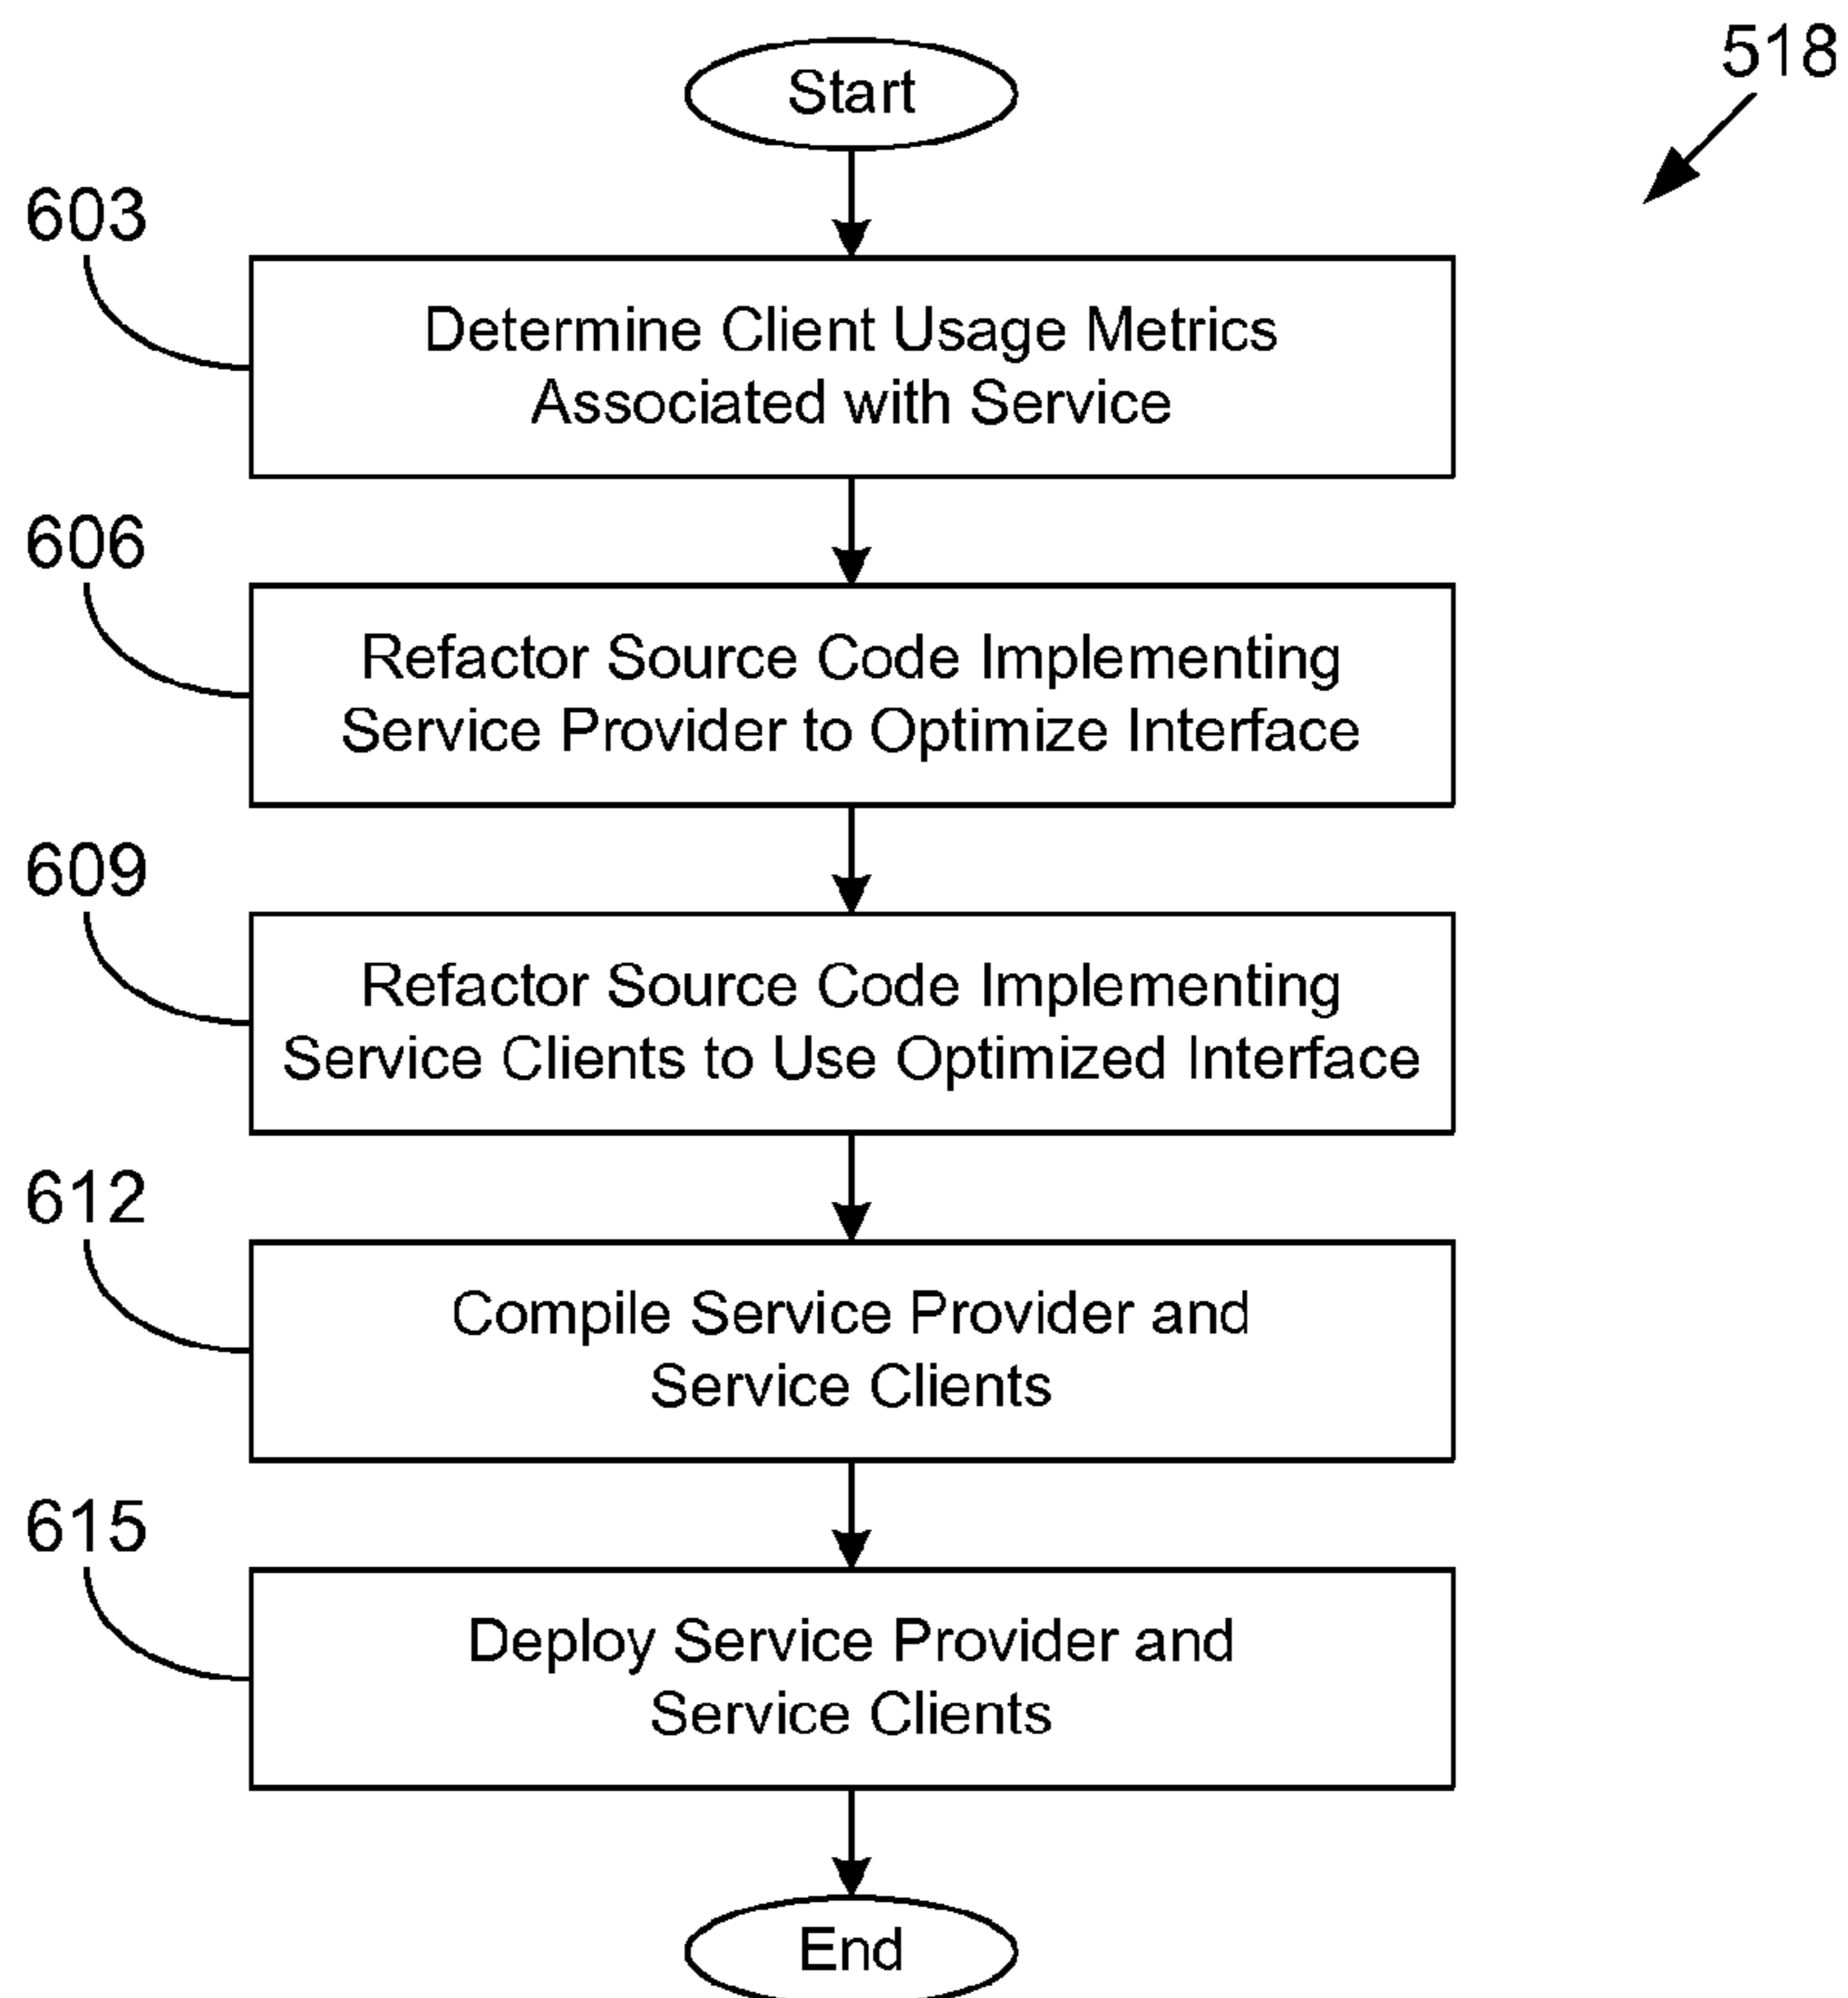 518
Start
603
Determine Client Usage Metrics
Associated with Service
606
Refactor Source Code Implementing
Service Provider to Optimize Interface
609
Refactor Source Code Implementing
Service Clients to Use Optimized Interface
612
Compile Service Provider and
Service Clients
615
Deploy Service Provider and
Service Clients
End